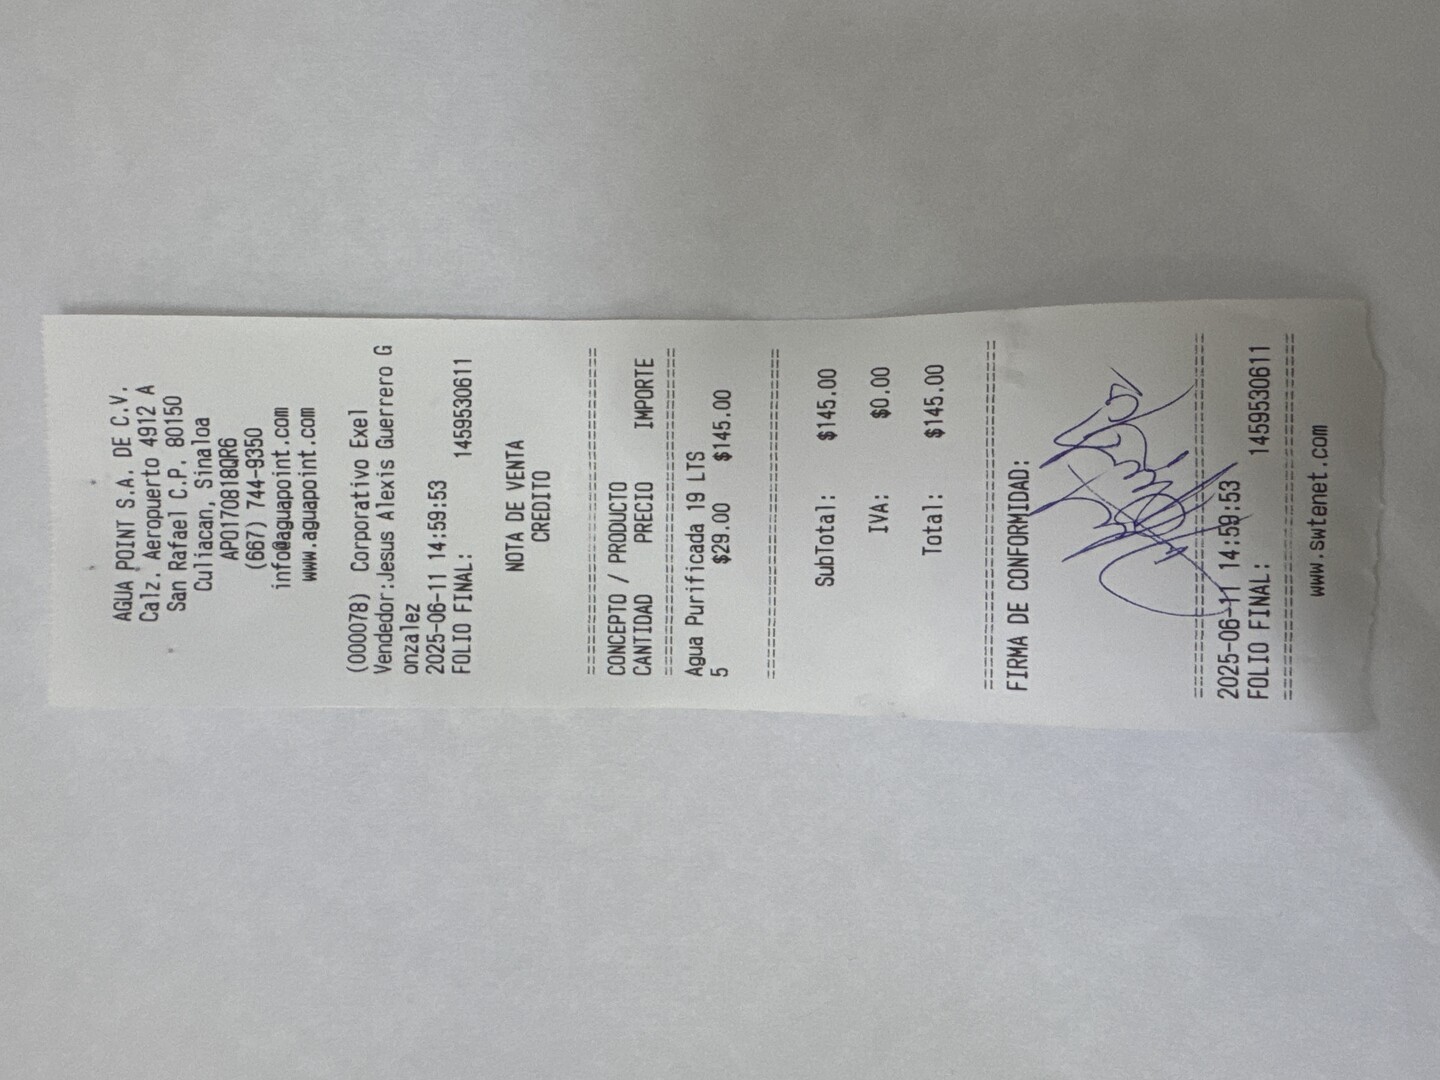 AGUA POINT S.A. DE C.V.
Calz. Aeropuerto 4912 A
San Rafael C.P. 80150
Culiacan, Sinaloa
APO170818QR6
(667) 744-9350
info@aguapoint.com
www.aguapoint.com
(000078) Corporativo Exel
Vendedor:Jesus Alexis Guerrero G
onzalez
2025-06-11 14:59:53
FOLIO FINAL: 1459530611
NOTA DE VENTA
CREDITO
================================
CONCEPTO / PRODUCTO
CANTIDAD PRECIO IMPORTE
================================
Agua Purificada 19 LTS
5 $29.00 $145.00
================================
SubTotal: $145.00
IVA: $0.00
Total: $145.00
================================
FIRMA DE CONFORMIDAD:
================================
2025-06-11 14:59:53
FOLIO FINAL: 1459530611
================================
www.swtenet.com